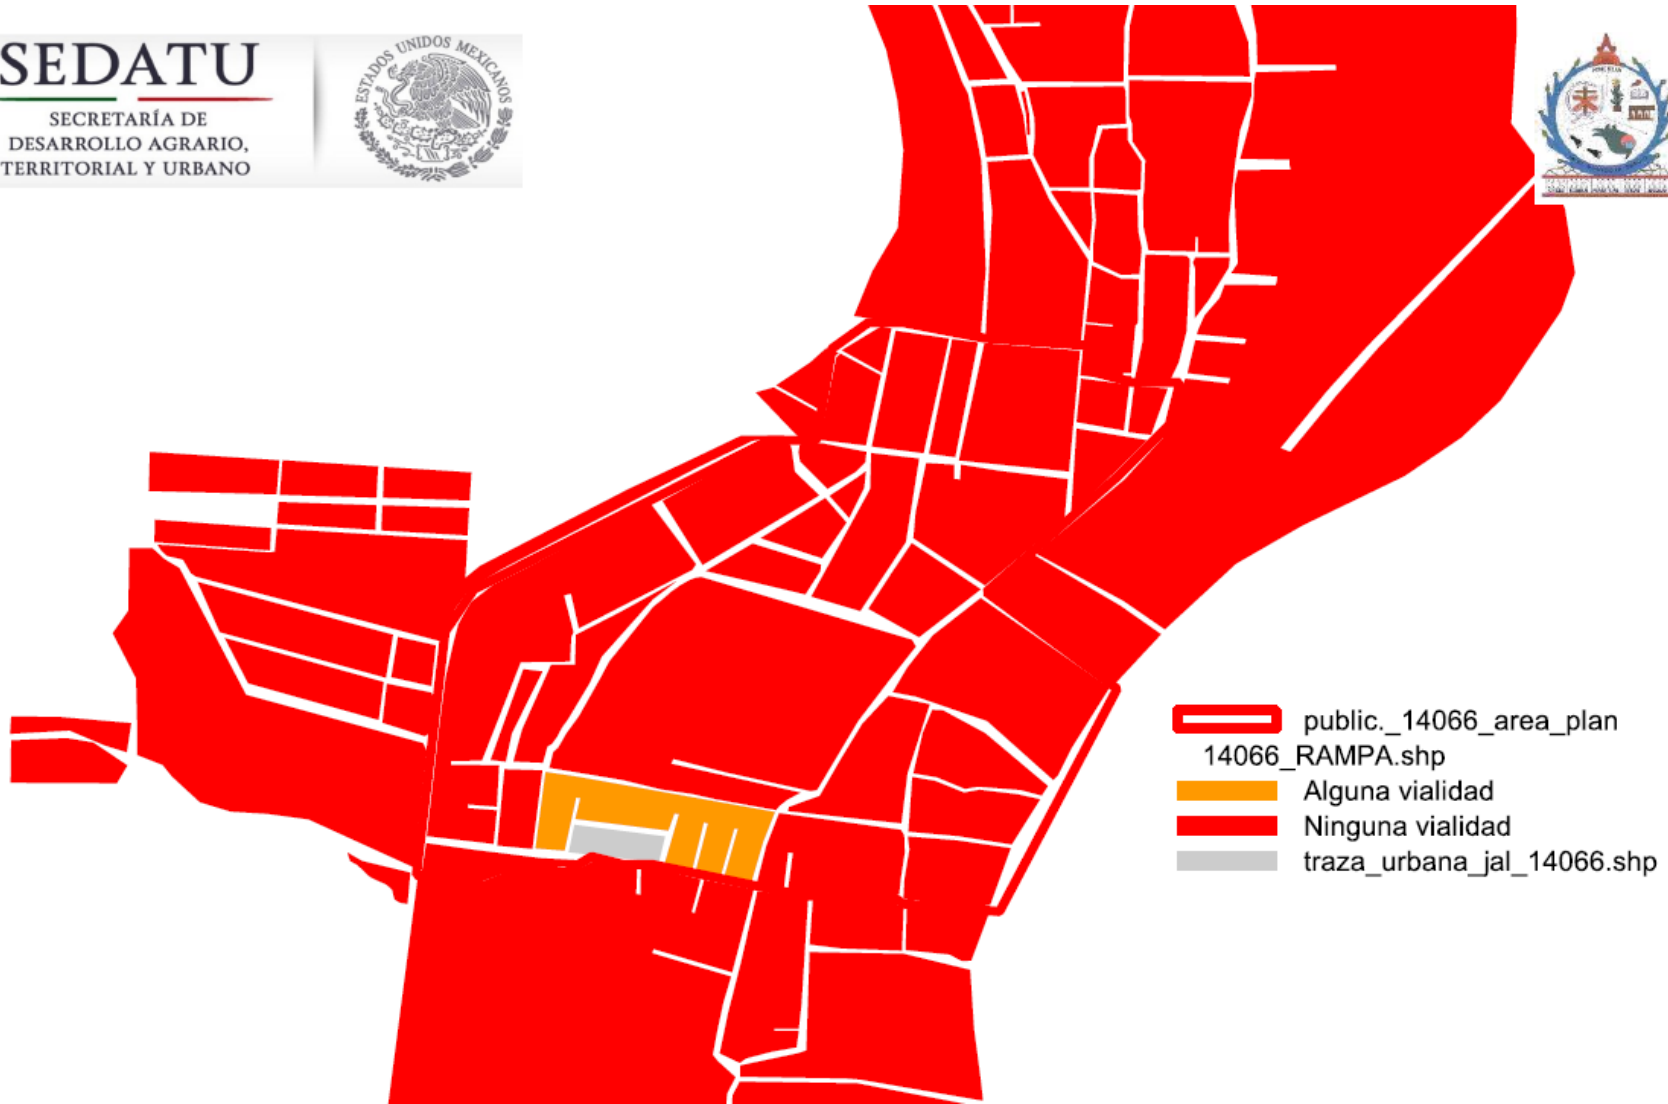 SEDATU
SECRETARÍA DE
DESARROLLO AGRARIO,
TERRITORIAL Y URBANO
ESTADOS UNIDOS MEXICANOS
public._14066_area_plan
14066_RAMPA.shp
Alguna vialidad
Ninguna vialidad
traza_urbana_jal_14066.shp